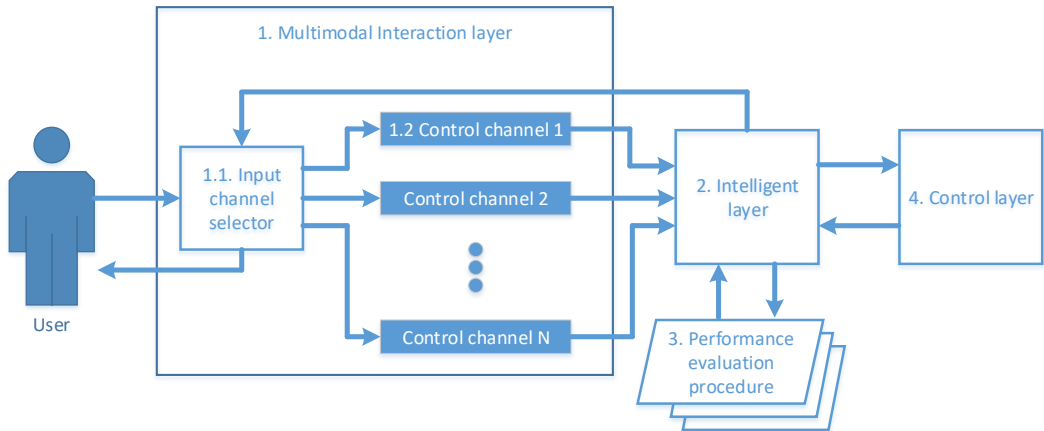 1. Multimodal Interaction layer
1.2 Control channel 1
1.1. Input
channel
selector
Control channel 2
2. Intelligent
layer
4. Control layer
User
Control channel N
3. Performance
evaluation
procedure